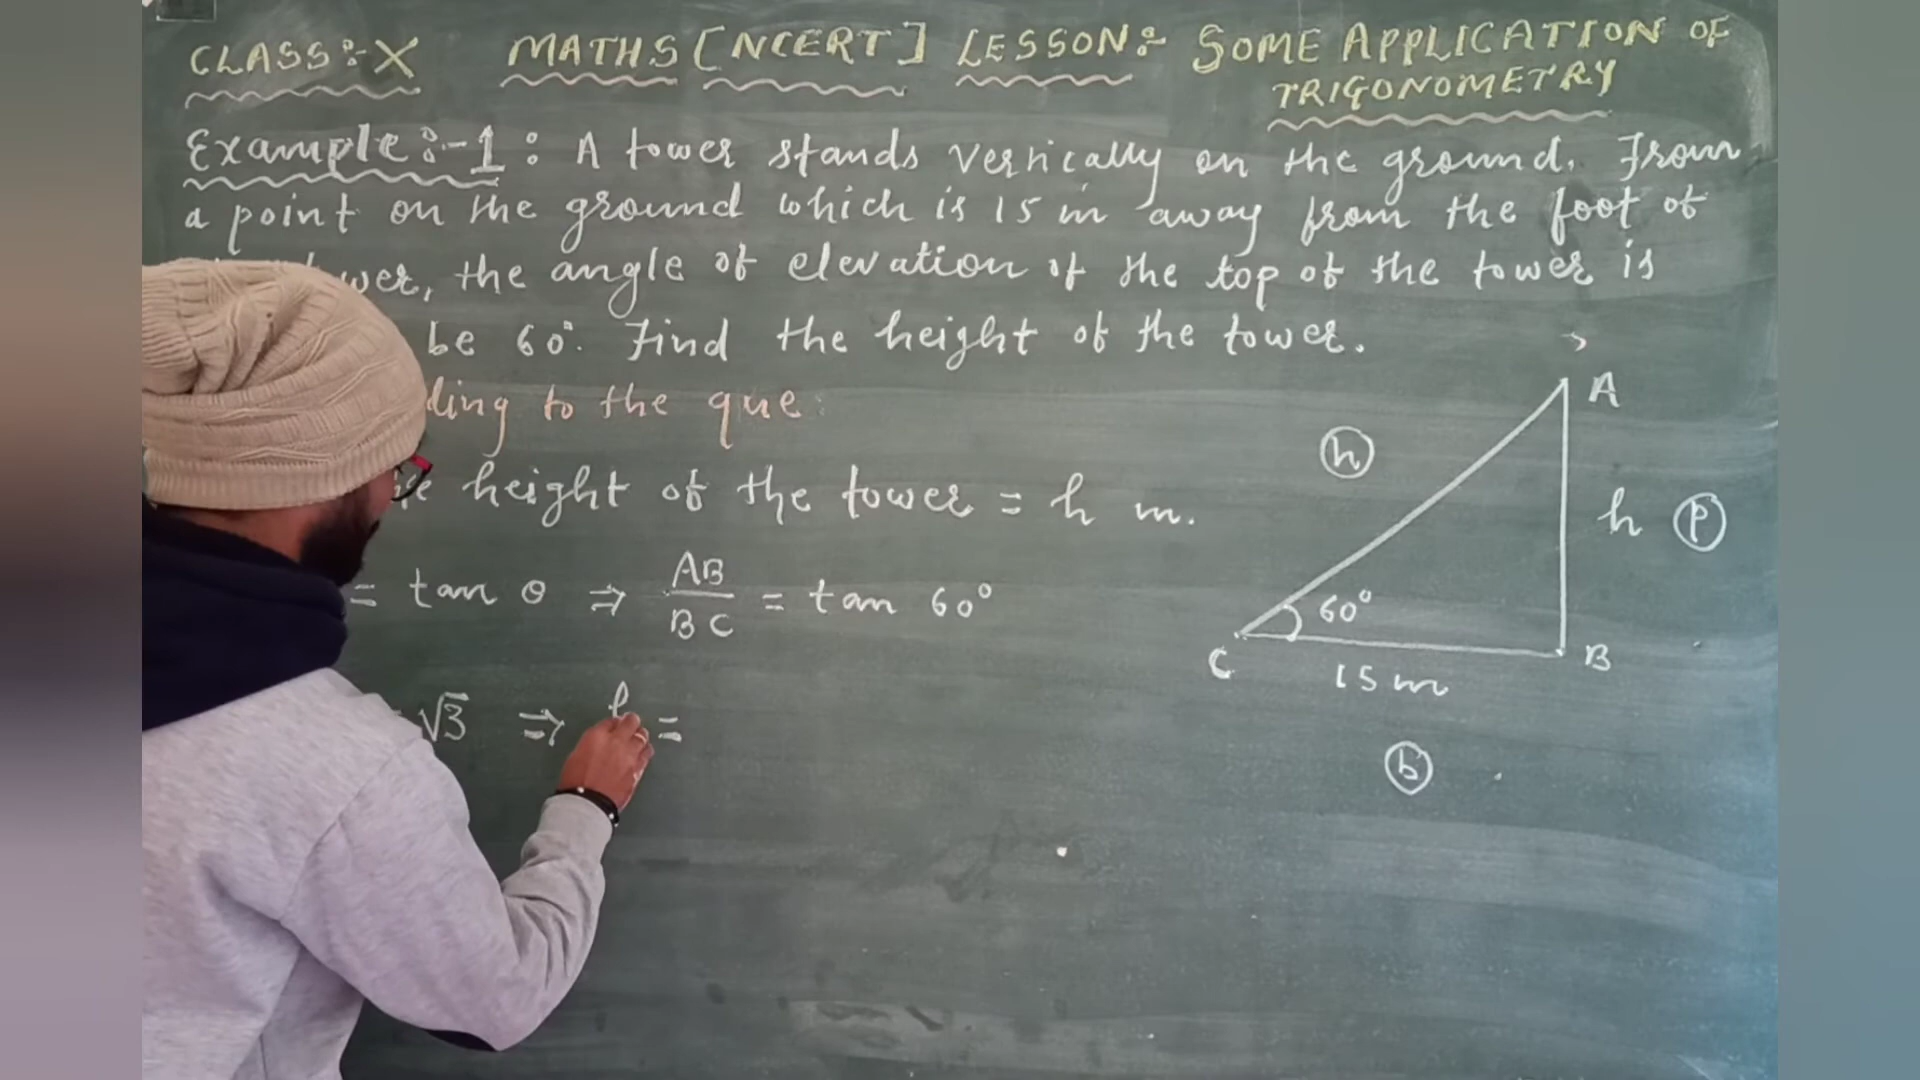 CLASS:-X MATHS [NCERT] LESSON:- SOME APPLICATION OF
TRIGONOMETRY
Example:-1: A tower stands vertically on the ground. From
a point on the ground which is 15 m away from the foot of
the angle of elevation of the top of the tower is
be 60°. Find the height of the tower.
to the que
height of the tower = h m.
= tan θ ⇒ AB/BC = tan 60°
√3 ⇒ h =
A
h
h P
60°
C
B
15 m
b